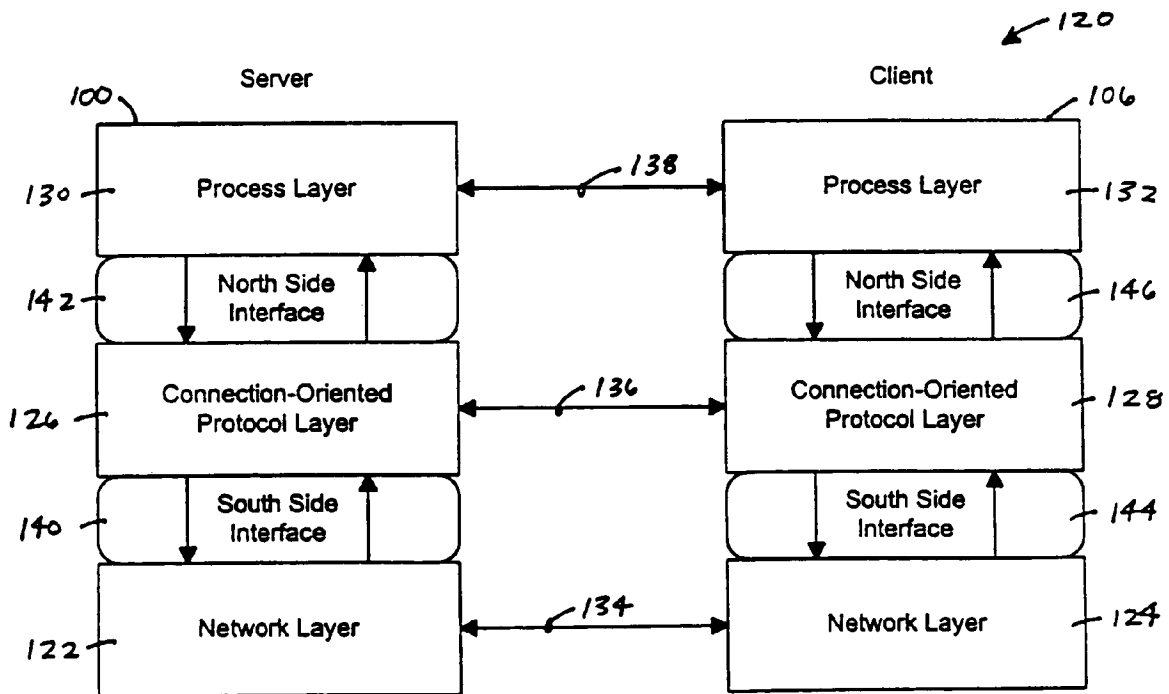 120
Server
Client
100
106
130
Process Layer
138
Process Layer
132
142
North Side
Interface
North Side
Interface
146
126
Connection-Oriented
Protocol Layer
136
Connection-Oriented
Protocol Layer
128
140
South Side
Interface
South Side
Interface
144
122
Network Layer
134
Network Layer
124